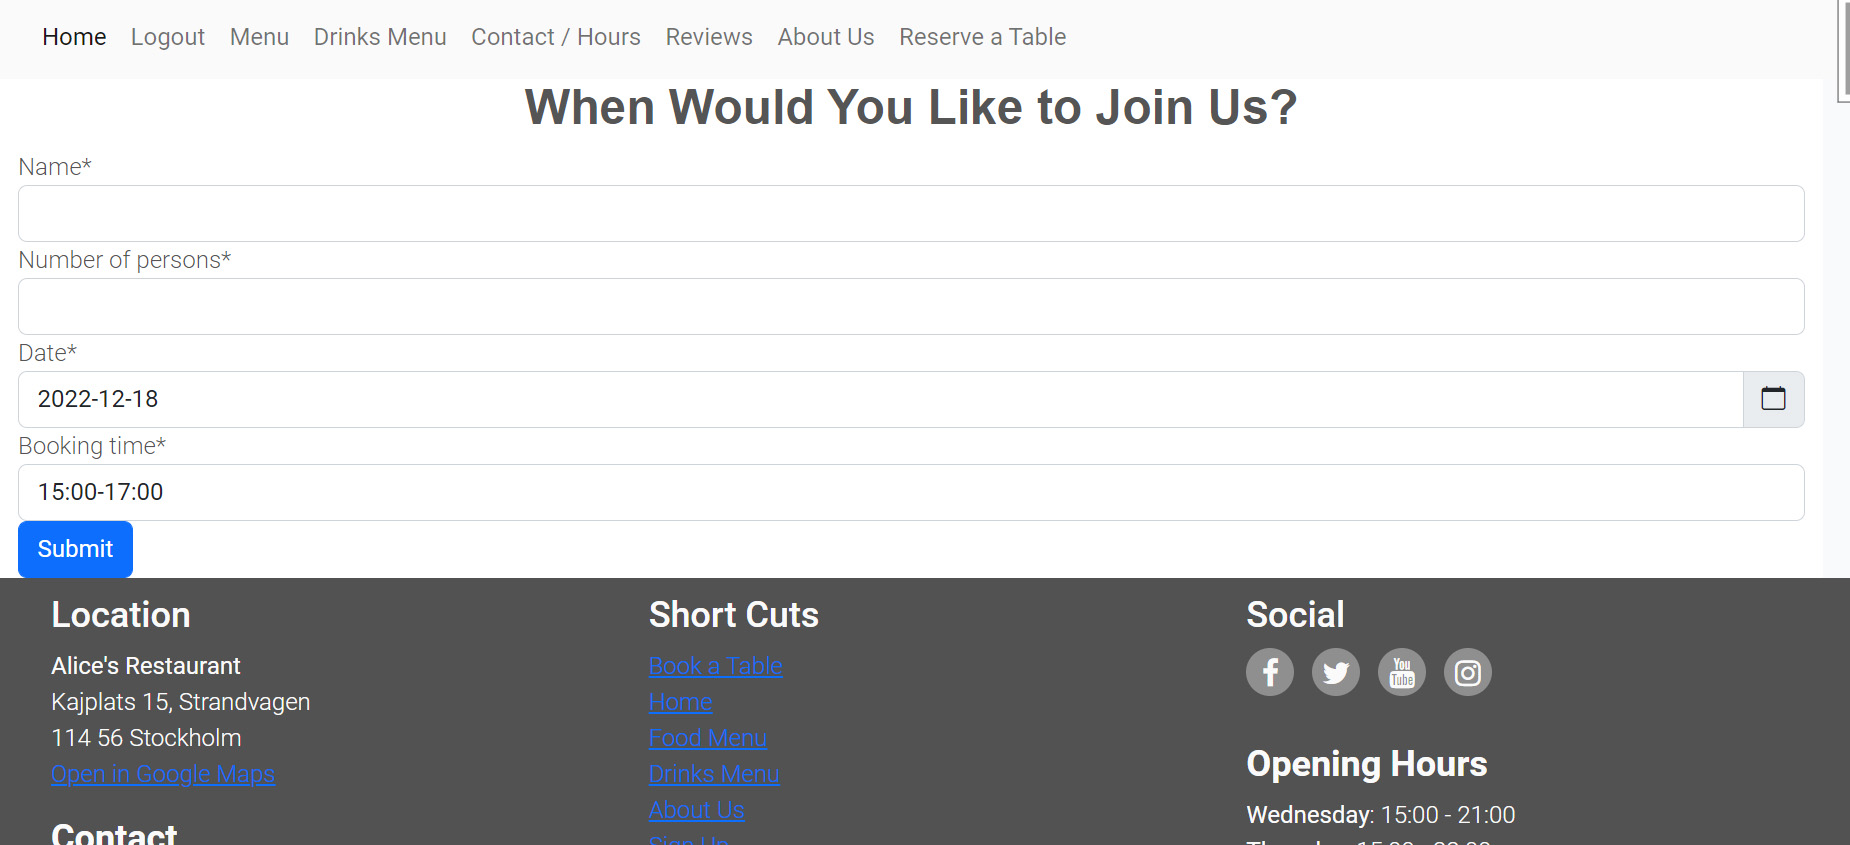 Home Logout Menu Drinks Menu Contact / Hours Reviews About Us Reserve a Table
When Would You Like to Join Us?
Name*
Number of persons*
Date*
2022-12-18
Booking time*
15:00-17:00
Submit
Location
Alice's Restaurant
Kajplats 15, Strandvagen
114 56 Stockholm
Open in Google Maps
Contact
Short Cuts
Book a Table
Home
Food Menu
Drinks Menu
About Us
Sign Up
Social
You
Tube
Opening Hours
Wednesday: 15:00 - 21:00